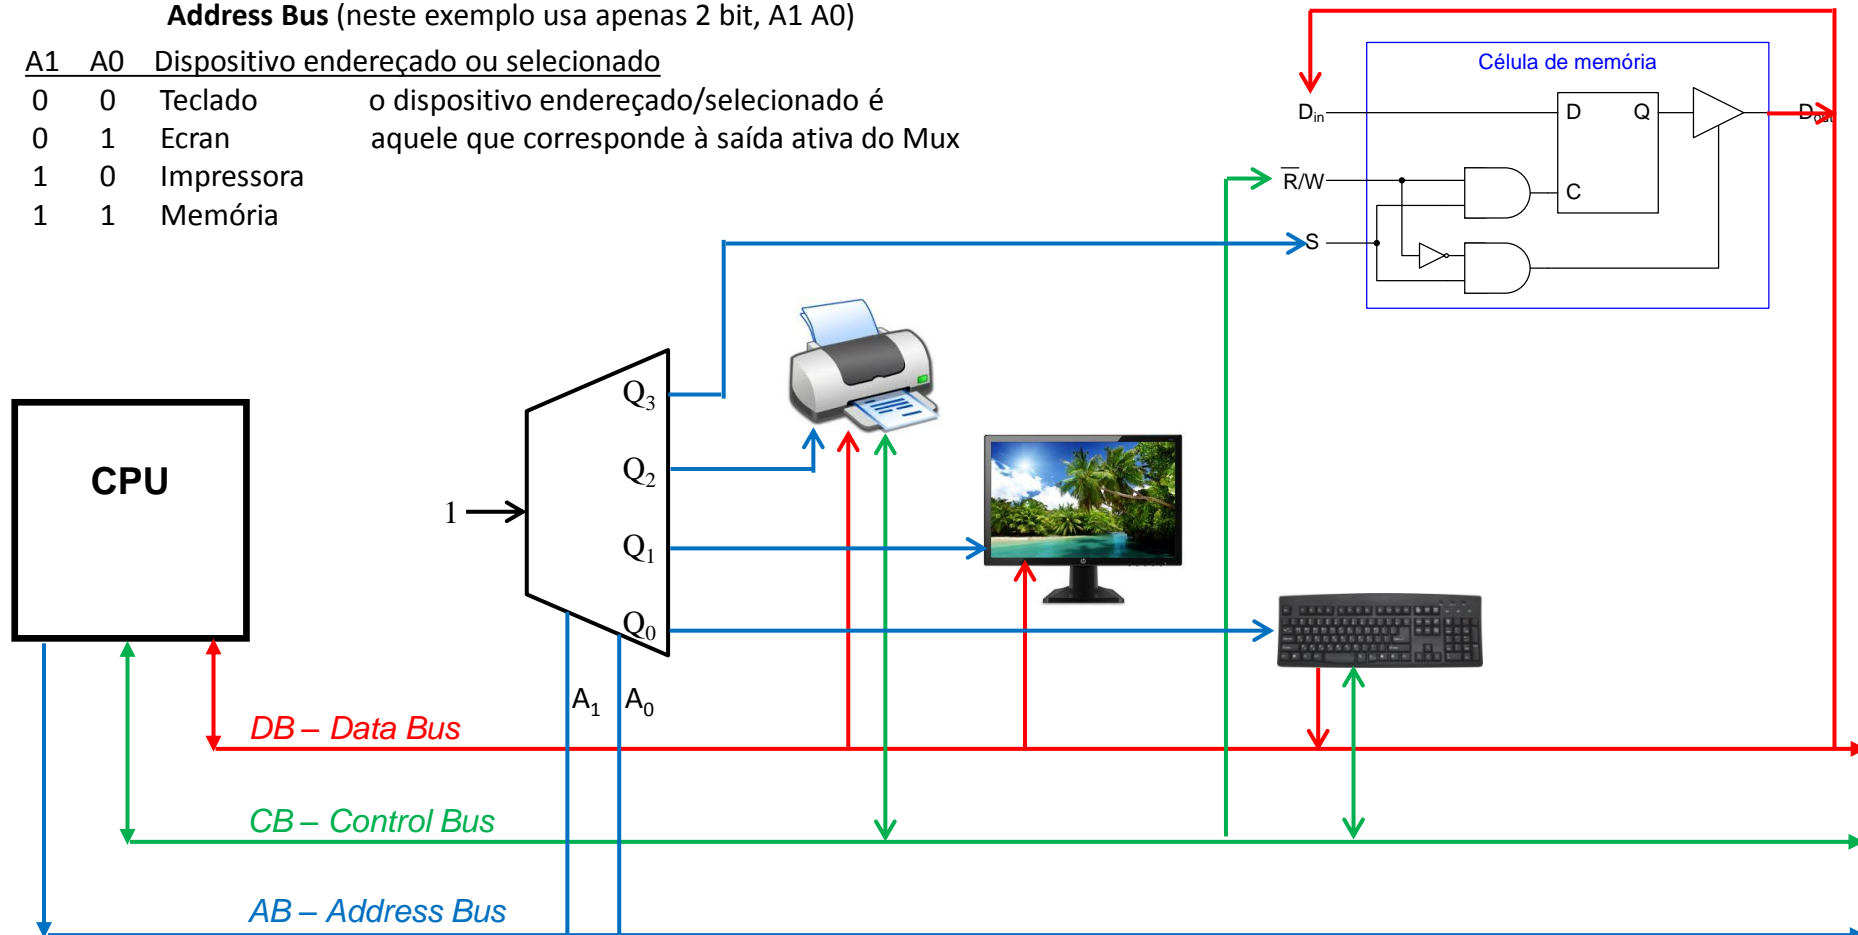 Address Bus (neste exemplo usa apenas 2 bit, A1 A0)
A1 A0 Dispositivo endereçado ou selecionado
0 0 Teclado o dispositivo endereçado/selecionado é
0 1 Ecran aquele que corresponde à saída ativa do Mux
1 0 Impressora
1 1 Memória
Célula de memória
Din
D Q
Dout
R̅/W
C
S
Q3
Q2
CPU
1
Q1
Q0
A1 A0
DB – Data Bus
CB – Control Bus
AB – Address Bus